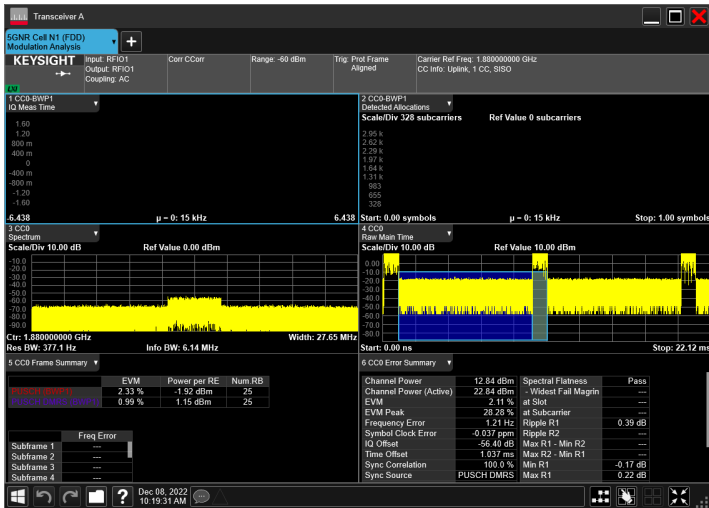 Transceiver A
5GNR Cell N1 (FDD)
Modulation Analysis
KEYSIGHT
LXI
Input: RFIO1
Output: RFIO1
Coupling: AC
Corr CCorr
Range: -60 dBm
Trig: Prot Frame
Aligned
Carrier Ref Freq: 1.880000000 GHz
CC Info: Uplink, 1 CC, SISO
1 CC0-BWP1
IQ Meas Time
1.60
1.20
800 m
400 m
0
-400 m
-800 m
-1.20
-1.60
-6.438
μ = 0: 15 kHz
6.438
2 CC0-BWP1
Detected Allocations
Scale/Div 328 subcarriers
Ref Value 0 subcarriers
2.95 k
2.62 k
2.29 k
1.97 k
1.64 k
1.31 k
983
655
328
Start: 0.00 symbols
μ = 0: 15 kHz
Stop: 1.00 symbols
3 CC0
Spectrum
Scale/Div 10.00 dB
Ref Value 0.00 dBm
-10.0
-20.0
-30.0
-40.0
-50.0
-60.0
-70.0
-80.0
-90.0
Ctr: 1.880000000 GHz
Width: 27.65 MHz
Res BW: 377.1 Hz
Info BW: 6.14 MHz
4 CC0
Raw Main Time
Scale/Div 10.00 dB
Ref Value 10.00 dBm
0.00
-10.0
-20.0
-30.0
-40.0
-50.0
-60.0
-70.0
-80.0
Start: 0.00 ns
Stop: 22.12 ms
5 CC0 Frame Summary
EVM Power per RE Num.RB
2.33 % -1.92 dBm 25
0.99 % 1.15 dBm 25
Freq Error
Subframe 1 ---
Subframe 2 ---
Subframe 3 ---
Subframe 4 ---
6 CC0 Error Summary
Channel Power 12.84 dBm Spectral Flatness Pass
Channel Power (Active) 22.84 dBm - Widest Fail Magrin ---
EVM 2.11 % at Slot ---
EVM Peak 28.28 % at Subcarrier ---
Frequency Error 1.21 Hz Ripple R1 0.39 dB
Symbol Clock Error -0.037 ppm Ripple R2 ---
IQ Offset -56.40 dB Max R1 - Min R2 ---
Time Offset 1.037 ms Max R2 - Min R1 ---
Sync Correlation 100.0 % Min R1 -0.17 dB
Sync Source PUSCH DMRS Max R1 0.22 dB
Dec 08, 2022
10:19:31 AM